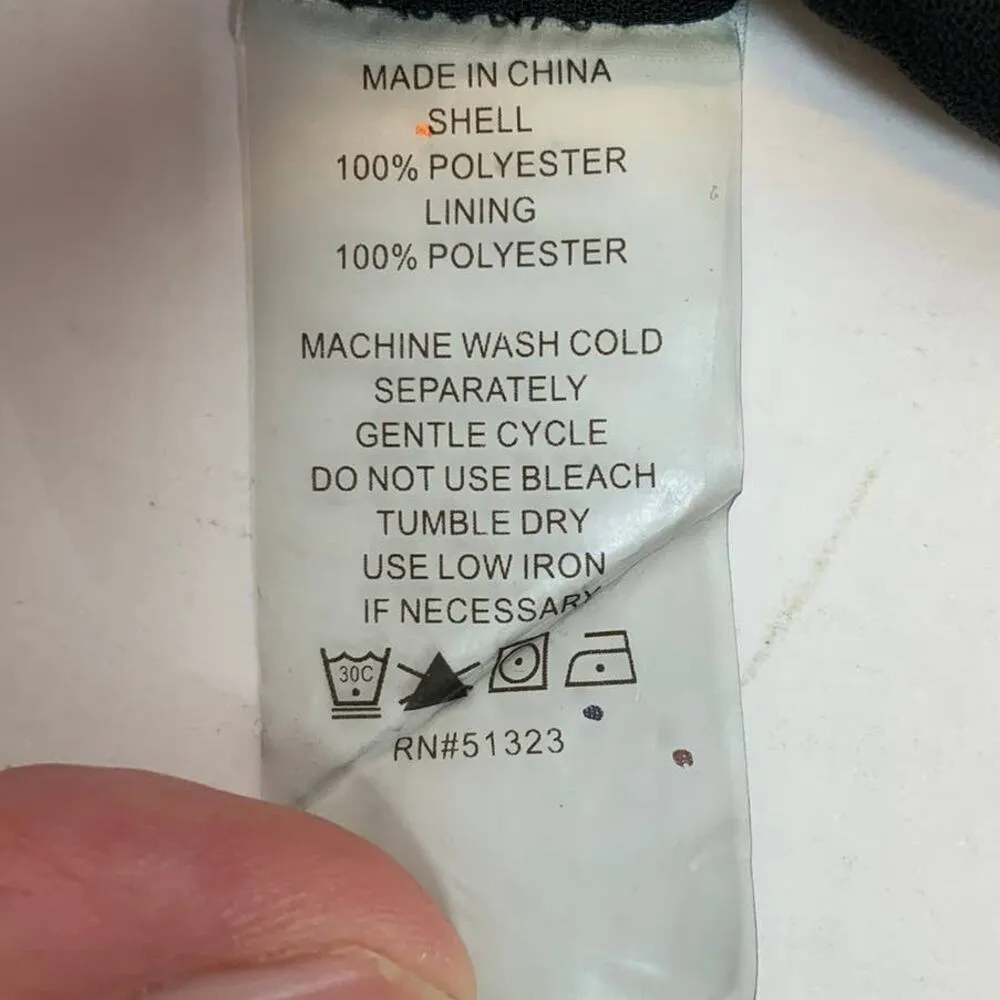 MADE IN CHINA
SHELL
100% POLYESTER
LINING
100% POLYESTER
MACHINE WASH COLD
SEPARATELY
GENTLE CYCLE
DO NOT USE BLEACH
TUMBLE DRY
USE LOW IRON
IF NECESSARY
30C
RN#51323